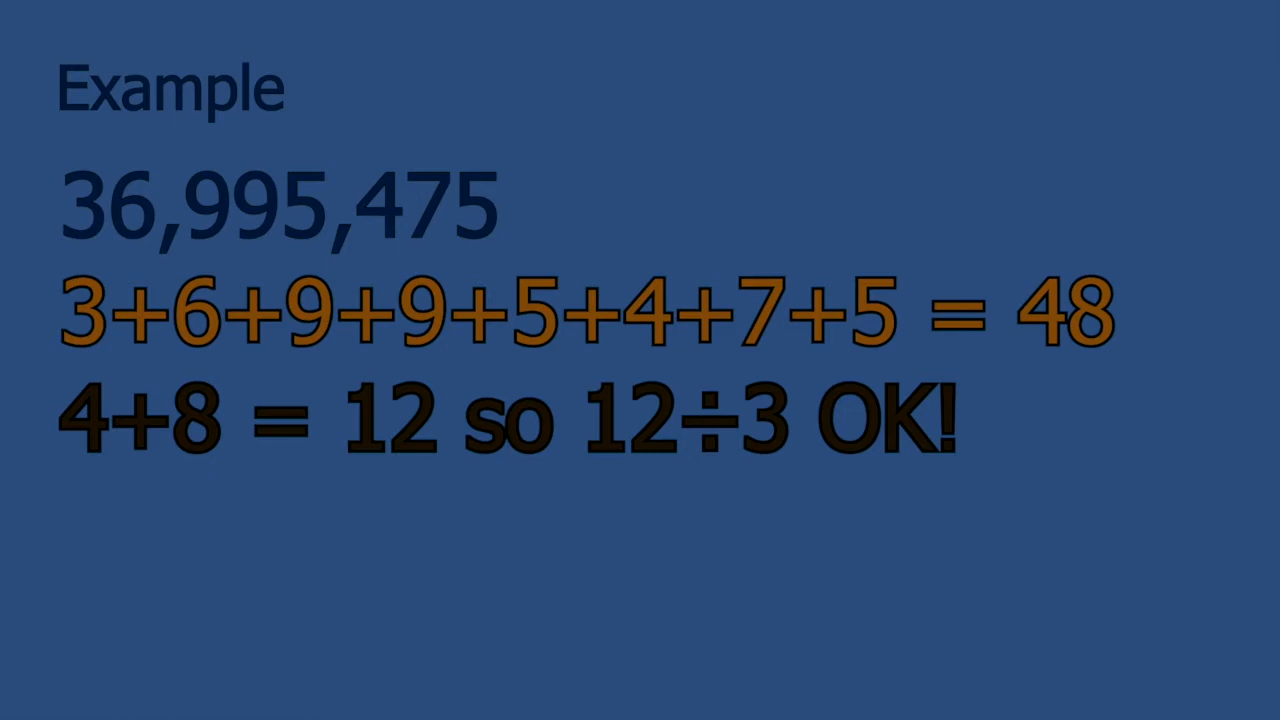 Example
36,995,475
3+6+9+9+5+4+7+5 = 48
4+8 = 12 so 12÷3 OK!